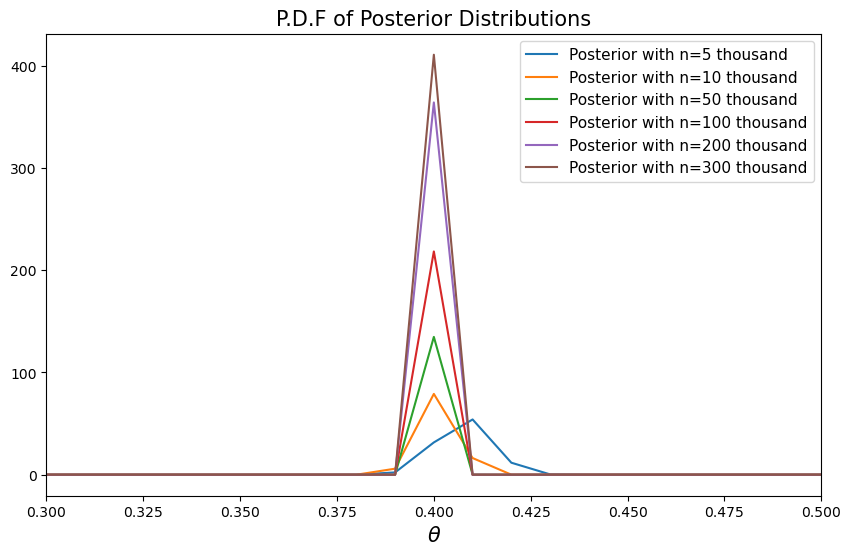 P.D.F of Posterior Distributions
Posterior with n=5 thousand
Posterior with n=10 thousand
Posterior with n=50 thousand
Posterior with n=100 thousand
Posterior with n=200 thousand
Posterior with n=300 thousand
400
300
200
100
0
0.300 0.325 0.350 0.375 0.400 0.425 0.450 0.475 0.500
θ